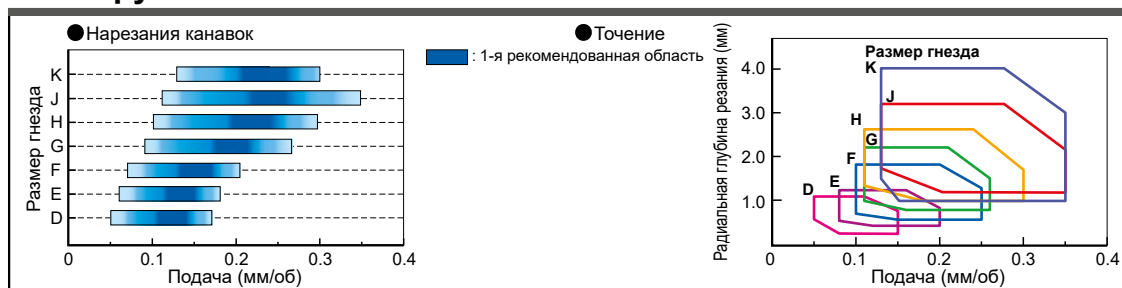 ● Нарезания канавок
Размер гнезда
K
J
H
G
F
E
D
0
0.1
0.2
0.3
0.4
Подача (мм/об)
: 1-я рекомендованная область
● Точение
Радиальная глубина резания (мм)
4.0
3.0
2.0
1.0
Размер гнезда
K
J
H
G
F
E
D
0
0.1
0.2
0.3
0.4
Подача (мм/об)